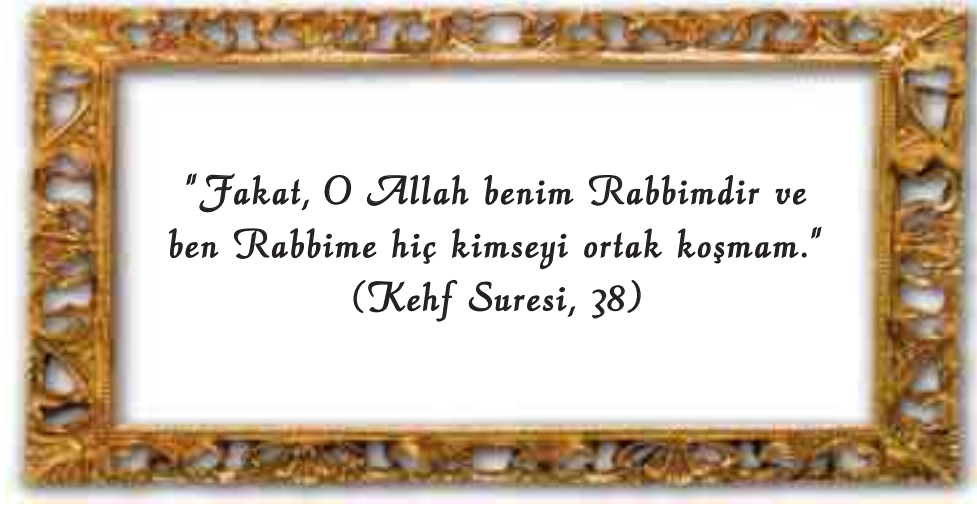 "Fakat, O Allah benim Rabbimdir ve
ben Rabbime hiç kimseyi ortak koşmam."
(Kehf Suresi, 38)